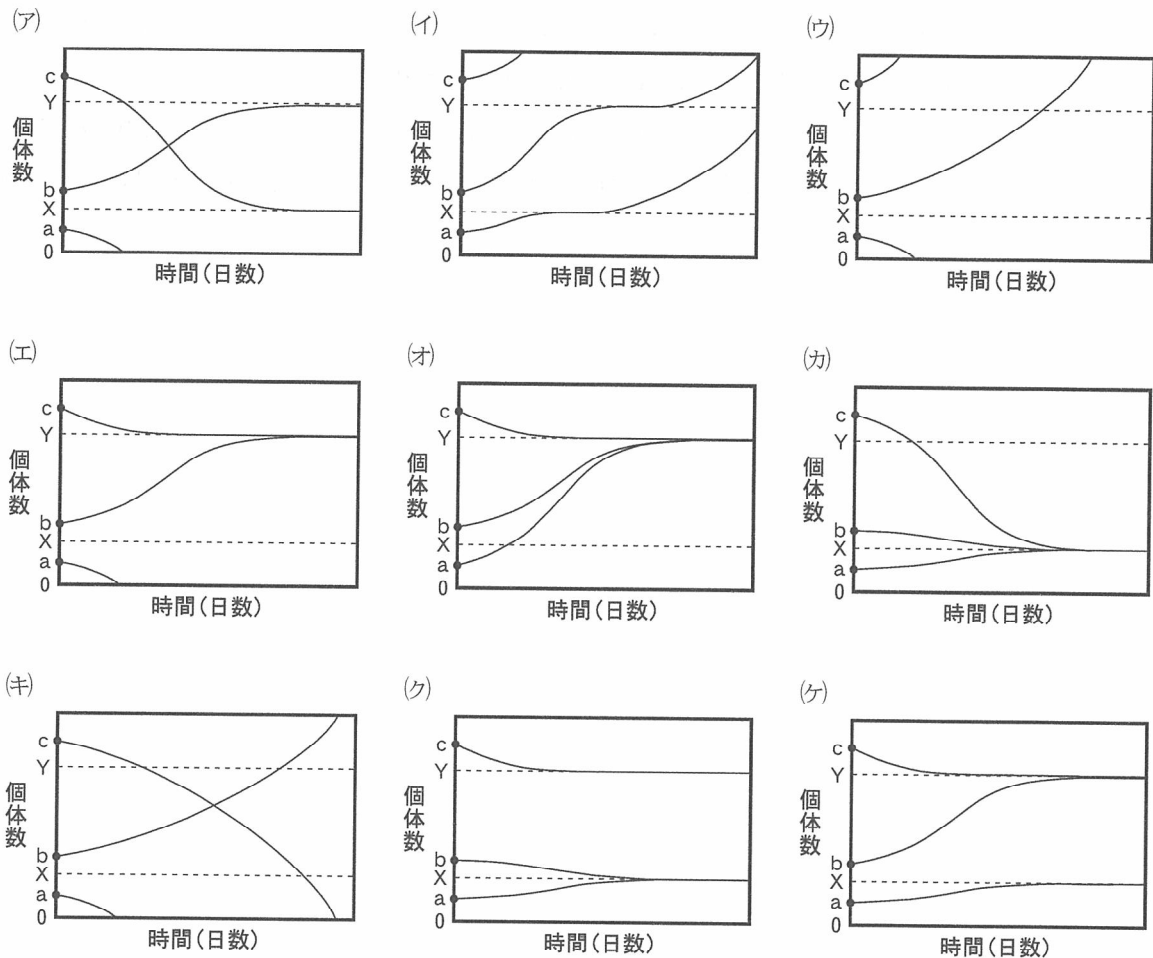 (ア)
c
Y
個体数
b
X
a
0
時間(日数)
(イ)
c
Y
個体数
b
X
a
0
時間(日数)
(ウ)
c
Y
個体数
b
X
a
0
時間(日数)
(エ)
c
Y
個体数
b
X
a
0
時間(日数)
(オ)
c
Y
個体数
b
X
a
0
時間(日数)
(カ)
c
Y
個体数
b
X
a
0
時間(日数)
(キ)
c
Y
個体数
b
X
a
0
時間(日数)
(ク)
c
Y
個体数
b
X
a
0
時間(日数)
(ケ)
c
Y
個体数
b
X
a
0
時間(日数)